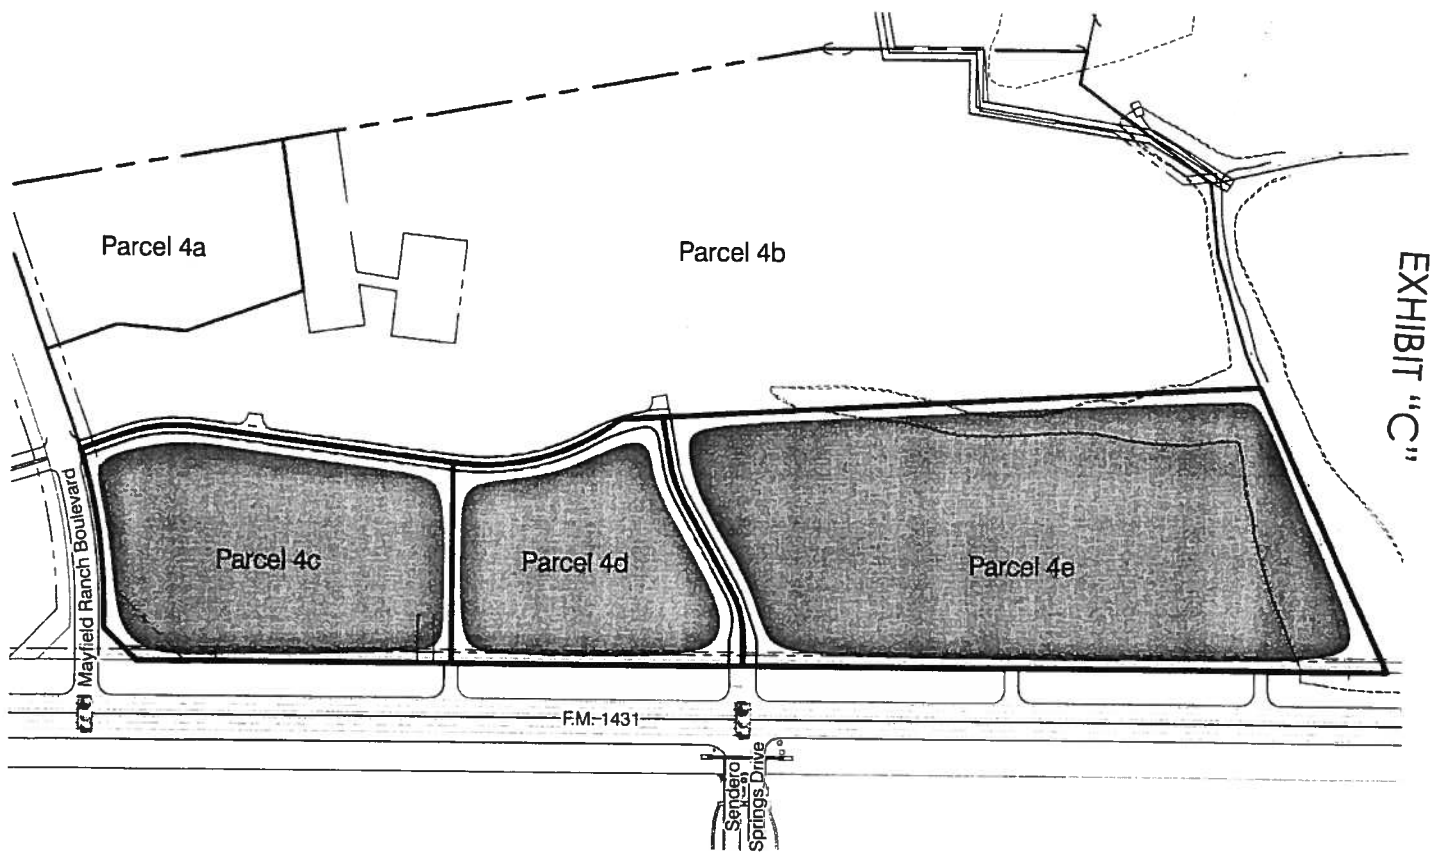 Parcel 4a
Parcel 4b
EXHIBIT "C"
Parcel 4c
Parcel 4d
Parcel 4e
Mayfield Ranch Boulevard
F.M. 1431
Sendero
Springs Drive